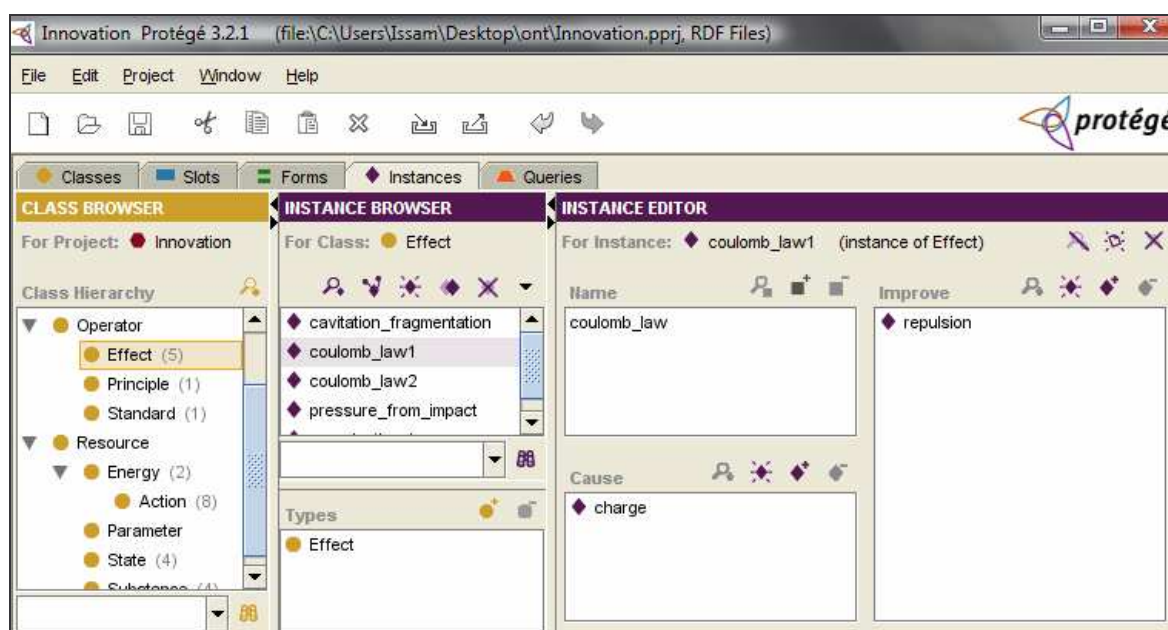 Innovation Protégé 3.2.1 (file:\C:\Users\Issam\Desktop\ont\Innovation.pprj, RDF Files)
File Edit Project Window Help
protégé
Classes Slots Forms Instances Queries
CLASS BROWSER
For Project: Innovation
Class Hierarchy
Operator
Effect (5)
Principle (1)
Standard (1)
Resource
Energy (2)
Action (8)
Parameter
State (4)
Substance (4)
INSTANCE BROWSER
For Class: Effect
cavitation_fragmentation
coulomb_law1
coulomb_law2
pressure_from_impact
Types
Effect
INSTANCE EDITOR
For Instance: coulomb_law1 (instance of Effect)
Name
coulomb_law
Cause
charge
Improve
repulsion